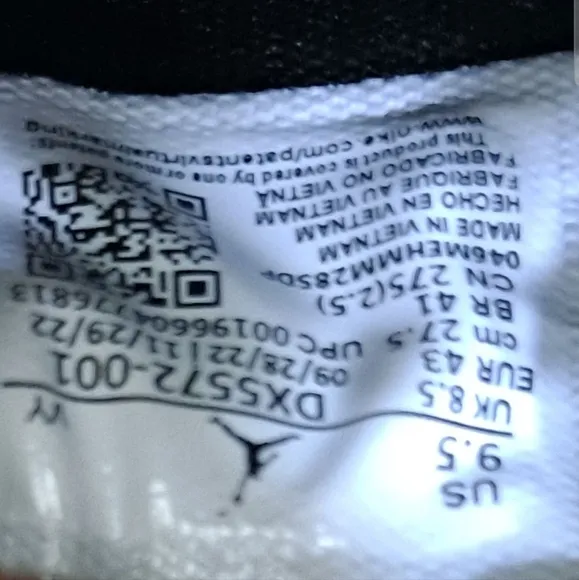 US
9.5
UK 8.5
EUR 43
cm 27.5
BR 41
CN 275(2.5)
DX5572-001
09/28/22 11/29/22
UPC 00196604776813
MADE IN VIETNAM
HECHO EN VIETNAM
FABRIQUE AU VIETNAM
FABRICADO NO VIETNA
This product is covered by one or more patents:
www.nike.com/patentsvirtualmarking